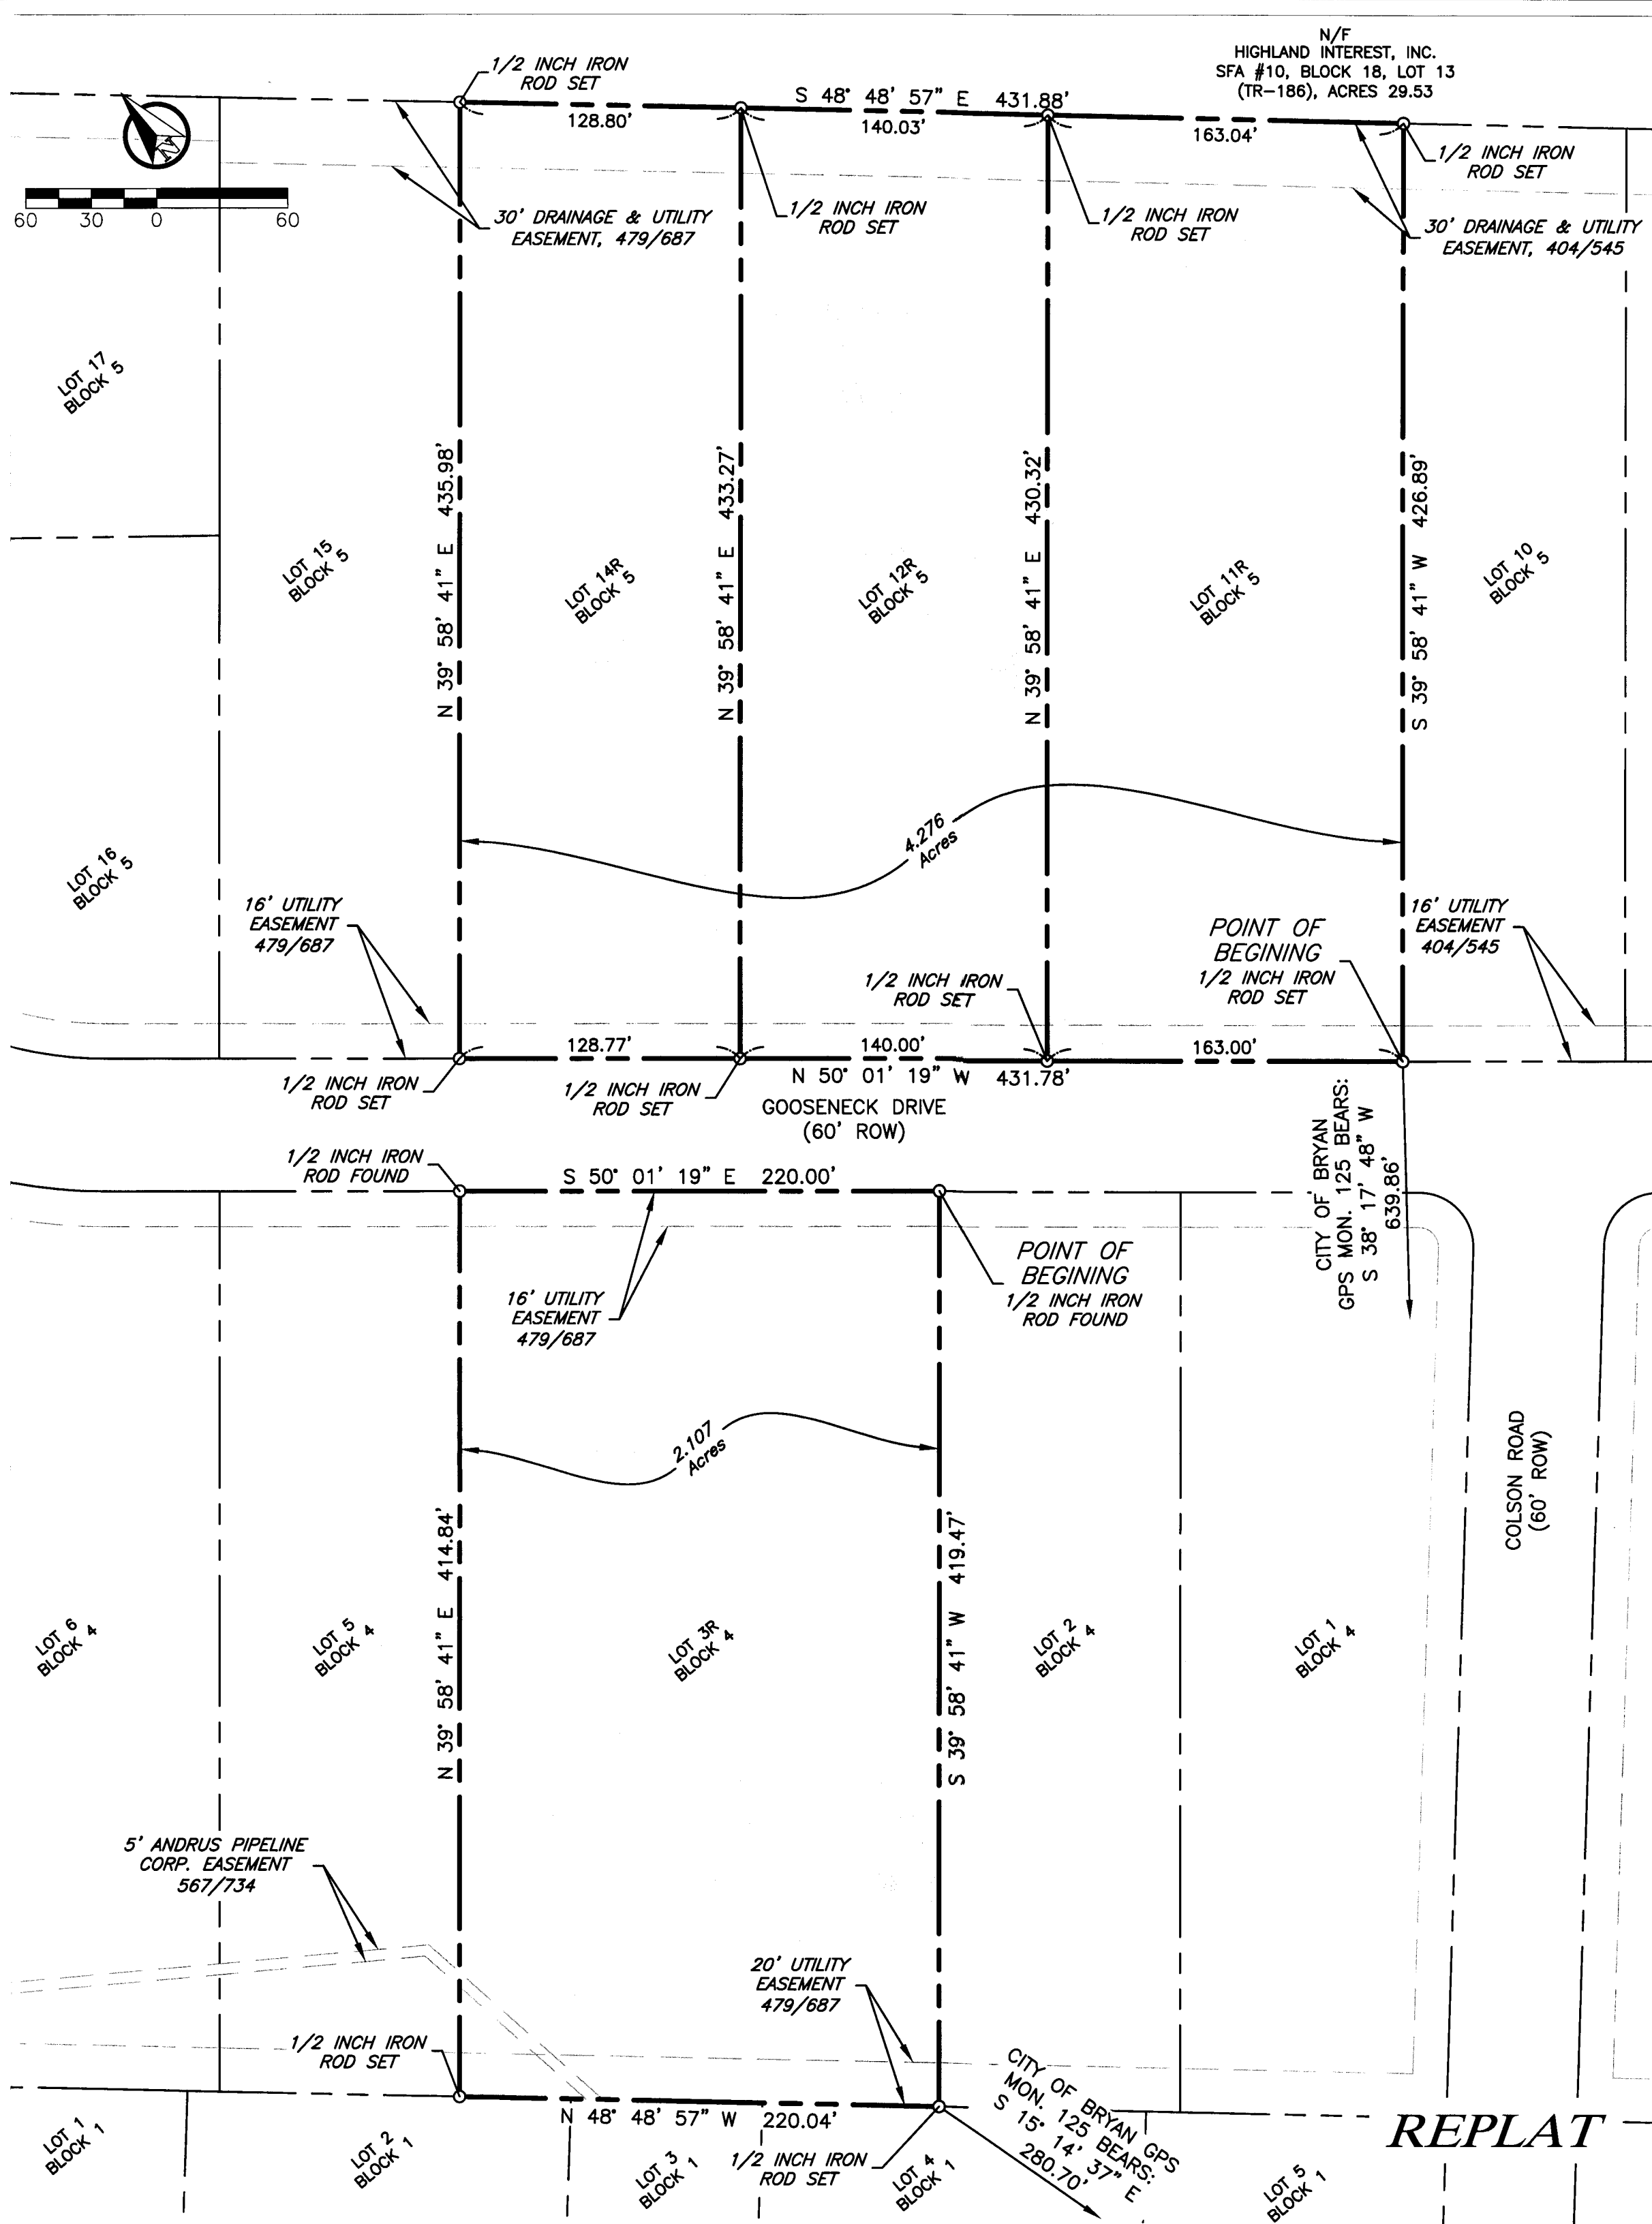 N/F
HIGHLAND INTEREST, INC.
SFA #10, BLOCK 18, LOT 13
(TR-186), ACRES 29.53
1/2 INCH IRON
ROD SET
S 48° 48' 57" E 431.88'
128.80'
140.03'
163.04'
N
60 30 0 60
1/2 INCH IRON
ROD SET
30' DRAINAGE & UTILITY
EASEMENT, 479/687
1/2 INCH IRON
ROD SET
1/2 INCH IRON
ROD SET
30' DRAINAGE & UTILITY
EASEMENT, 404/545
LOT 17
BLOCK 5
LOT 15
BLOCK 5
N 39° 58' 41" E 435.98'
LOT 14R
BLOCK 5
N 39° 58' 41" E 433.27'
LOT 12R
BLOCK 5
N 39° 58' 41" E 430.32'
LOT 11R
BLOCK 5
S 39° 58' 41" W 426.89'
LOT 10
BLOCK 5
4.276
Acres
LOT 16
BLOCK 5
16' UTILITY
EASEMENT
479/687
POINT OF
BEGINING
1/2 INCH IRON
ROD SET
16' UTILITY
EASEMENT
404/545
1/2 INCH IRON
ROD SET
128.77'
140.00'
163.00'
1/2 INCH IRON
ROD SET
1/2 INCH IRON
ROD SET
N 50° 01' 19" W 431.78'
GOOSENECK DRIVE
(60' ROW)
CITY OF BRYAN
GPS MON. 125 BEARS:
S 38° 17' 48" W
639.86'
1/2 INCH IRON
ROD FOUND
S 50° 01' 19" E 220.00'
POINT OF
BEGINING
1/2 INCH IRON
ROD FOUND
16' UTILITY
EASEMENT
479/687
2.107
Acres
COLSON ROAD
(60' ROW)
LOT 6
BLOCK 4
LOT 5
BLOCK 4
N 39° 58' 41" E 414.84'
LOT 3R
BLOCK 4
S 39° 58' 41" W 419.47'
LOT 2
BLOCK 4
LOT 1
BLOCK 4
5' ANDRUS PIPELINE
CORP. EASEMENT
567/734
20' UTILITY
EASEMENT
479/687
1/2 INCH IRON
ROD SET
N 48° 48' 57" W 220.04'
CITY OF BRYAN GPS
MON. 125 BEARS:
S 15° 14' 37" E
280.70'
REPLAT
LOT 1
BLOCK 1
LOT 2
BLOCK 1
LOT 3
BLOCK 1
1/2 INCH IRON
ROD SET
LOT 4
BLOCK 1
LOT 5
BLOCK 1